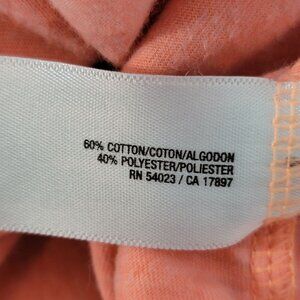 60% COTTON/COTON/ALGODON
40% POLYESTER/POLIESTER
RN 54023 / CA 17897